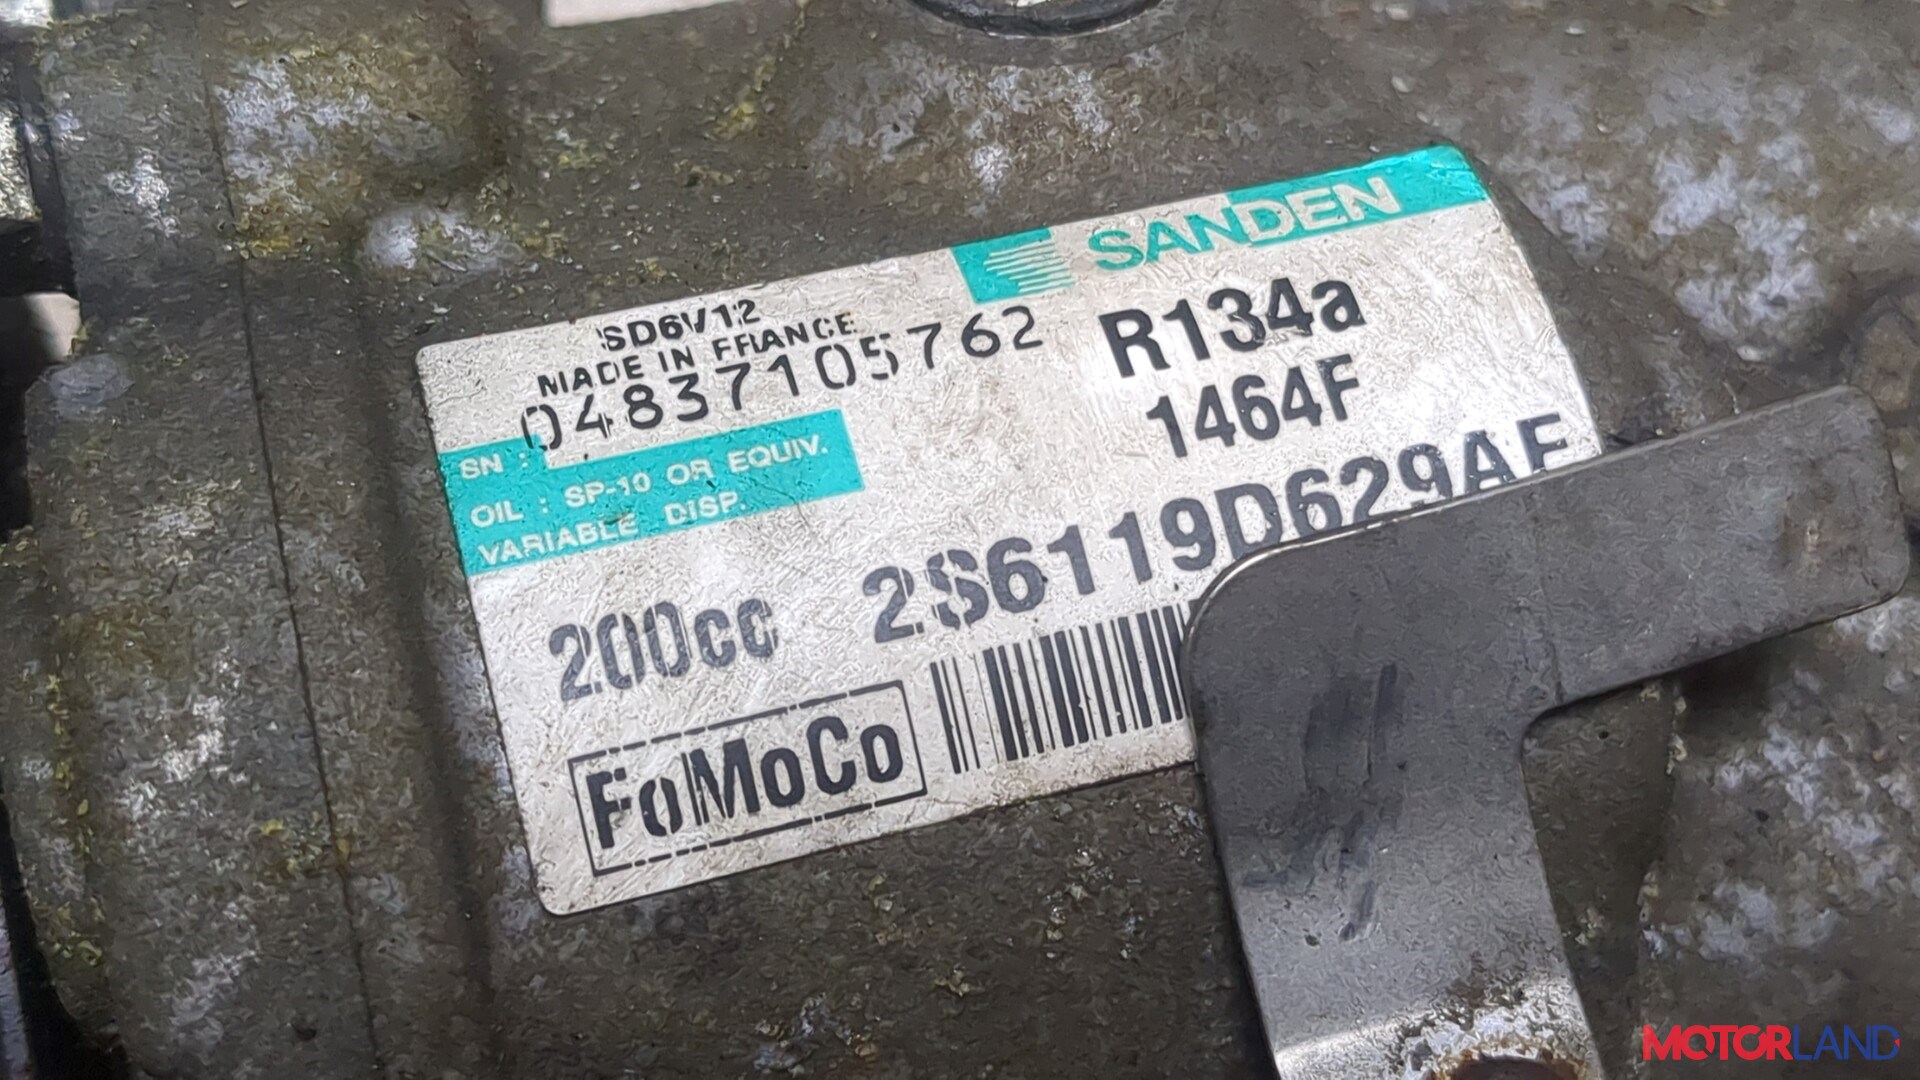 SANDEN
SD6V12
MADE IN FRANCE
04837105762
R134a
SN :
1464F
OIL : SP-10 OR EQUIV.
VARIABLE DISP.
200cc 2S6119D629AE
FoMoCo
MOTORLAND